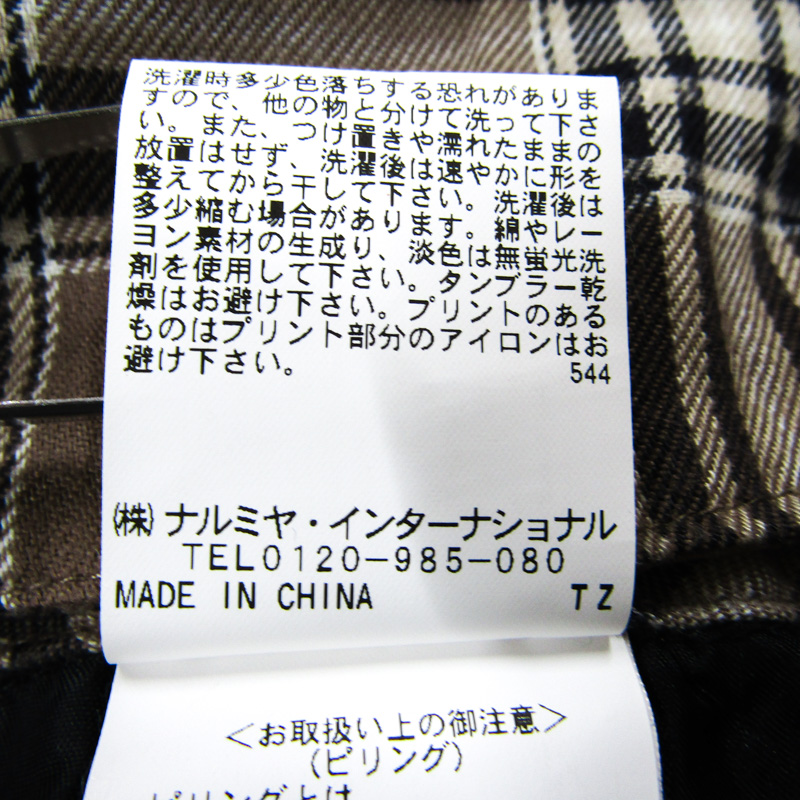 洗濯時多少色落ちする恐れがありま
すので、他の物と分けて洗って下さ
い。また、つけ置きや濡れたままの
放置はせず、洗濯後は速やかに形を
整えてから干して下さい。洗濯後は
多少縮む場合があります。綿やレー
ヨン素材の生成り、淡色は無蛍光洗
剤を使用して下さい。タンブラー乾
燥はお避け下さい。プリントのある
ものはプリント部分のアイロンはお
避け下さい。
544
㈱ ナルミヤ・インターナショナル
TEL0120-985-080
MADE IN CHINA TZ
<お取扱い上の御注意>
(ピリング)
ピリングとは